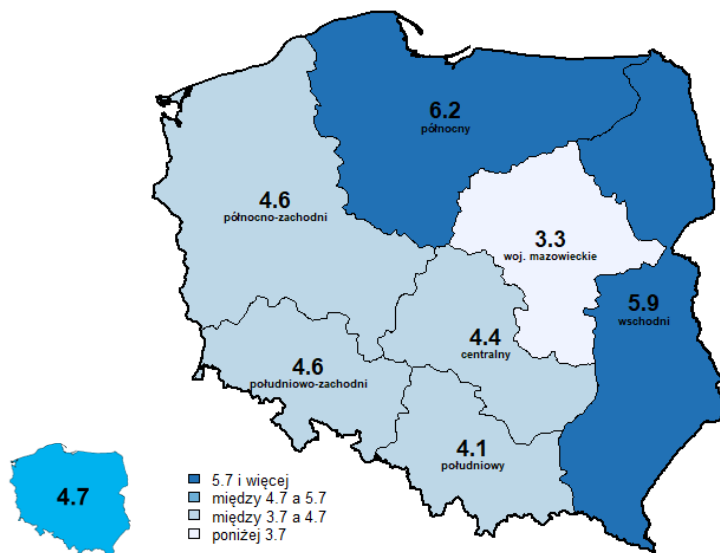 6.2
północny
4.6
północno-zachodni
3.3
woj. mazowieckie
5.9
wschodni
4.4
centralny
4.6
południowo-zachodni
4.1
południowy
4.7
5.7 i więcej
między 4.7 a 5.7
między 3.7 a 4.7
poniżej 3.7